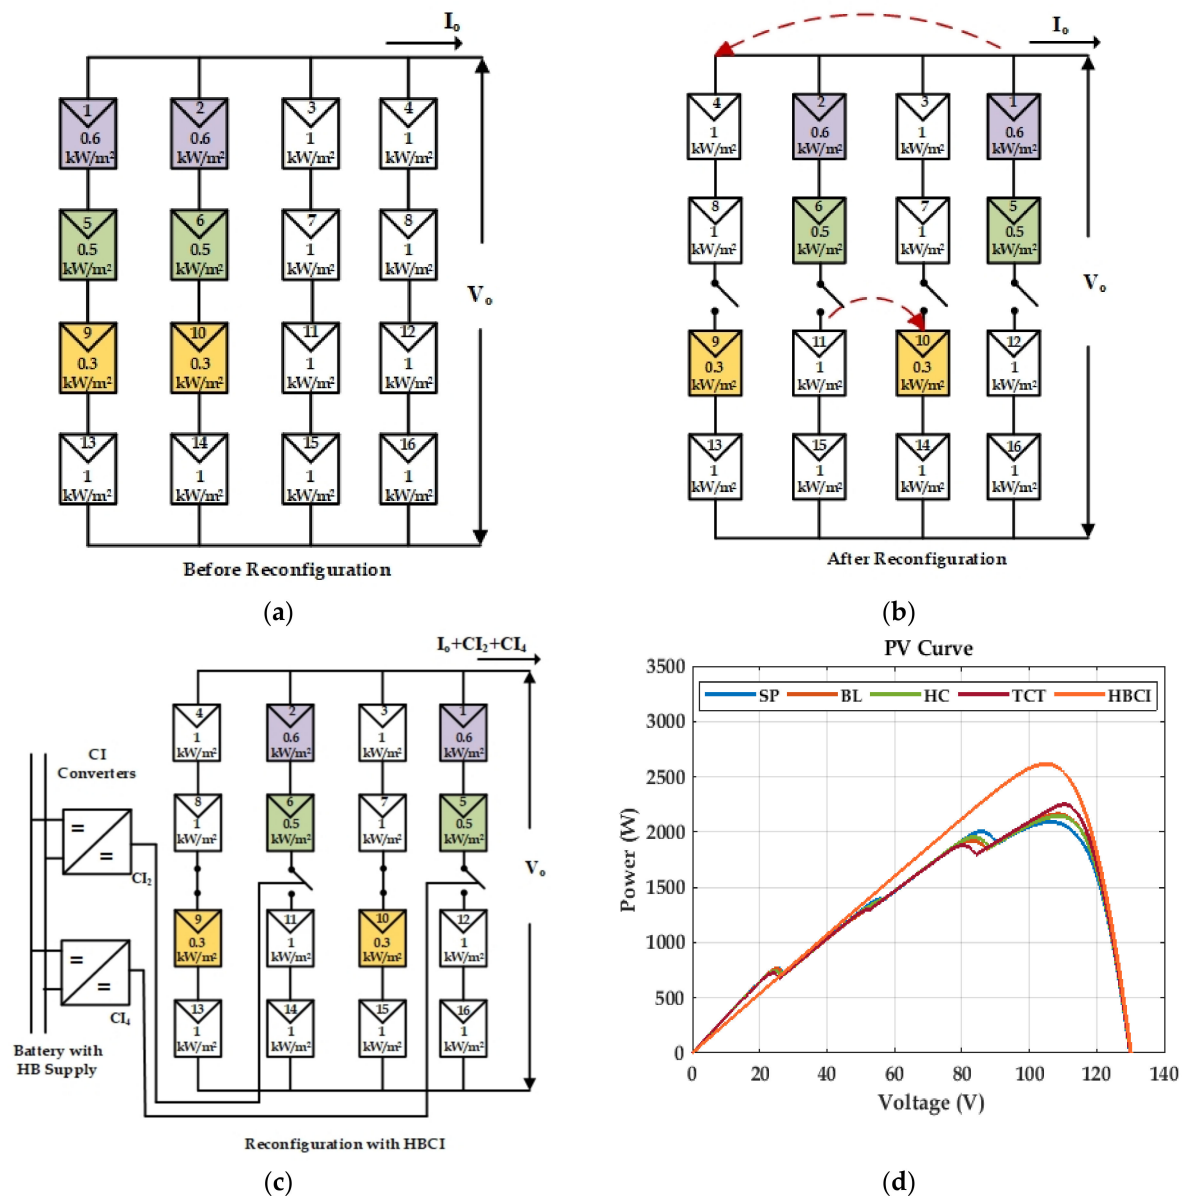 Iₒ
1 2 3 4
0.6 0.6 1 1
kW/m² kW/m² kW/m² kW/m²
5 6 7 8
0.5 0.5 1 1
kW/m² kW/m² kW/m² kW/m²
Vₒ
9 10 11 12
0.3 0.3 1 1
kW/m² kW/m² kW/m² kW/m²
13 14 15 16
1 1 1 1
kW/m² kW/m² kW/m² kW/m²
Before Reconfiguration
(a)
Iₒ
4 2 3 1
1 0.6 1 0.6
kW/m² kW/m² kW/m² kW/m²
8 6 7 5
1 0.5 1 0.5
kW/m² kW/m² kW/m² kW/m²
Vₒ
9 11 10 12
0.3 1 0.3 1
kW/m² kW/m² kW/m² kW/m²
13 15 14 16
1 1 1 1
kW/m² kW/m² kW/m² kW/m²
After Reconfiguration
(b)
Iₒ+CI₂+CI₄
4 2 3 1
1 0.6 1 0.6
kW/m² kW/m² kW/m² kW/m²
CI
Converters
8 6 7 5
1 0.5 1 0.5
kW/m² kW/m² kW/m² kW/m²
=
=
CI₂
Vₒ
9 11 10 12
0.3 1 0.3 1
kW/m² kW/m² kW/m² kW/m²
=
=
CI₄
13 14 15 16
1 1 1 1
kW/m² kW/m² kW/m² kW/m²
Battery with
HB Supply
Reconfiguration with HBCI
(c)
PV Curve
SP BL HC TCT HBCI
3500
3000
2500
2000
1500
1000
500
0
Power (W)
0 20 40 60 80 100 120 140
Voltage (V)
(d)